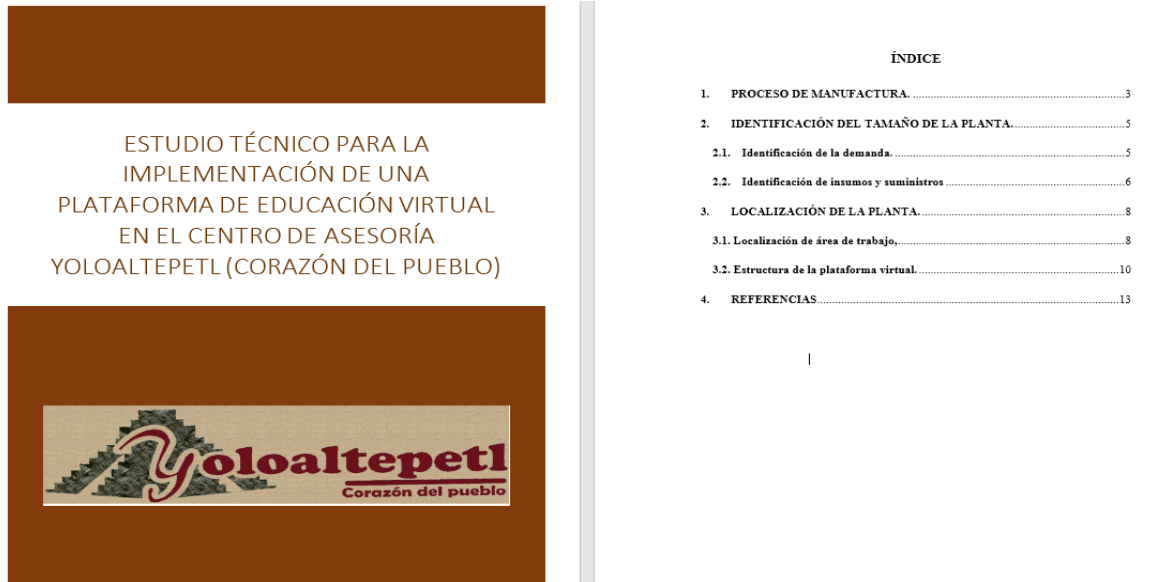 ESTUDIO TÉCNICO PARA LA
IMPLEMENTACIÓN DE UNA
PLATAFORMA DE EDUCACIÓN VIRTUAL
EN EL CENTRO DE ASESORÍA
YOLOALTEPETL (CORAZÓN DEL PUEBLO)
Yoloaltepetl
Corazón del pueblo
ÍNDICE
1. PROCESO DE MANUFACTURA. ........................................ 3
2. IDENTIFICACIÓN DEL TAMAÑO DE LA PLANTA. ........................................ 5
2.1. Identificación de la demanda. ........................................ 5
2.2. Identificación de insumos y suministros ........................................ 6
3. LOCALIZACIÓN DE LA PLANTA. ........................................ 8
3.1. Localización de área de trabajo, ........................................ 8
3.2. Estructura de la plataforma virtual. ........................................ 10
4. REFERENCIAS ........................................ 13